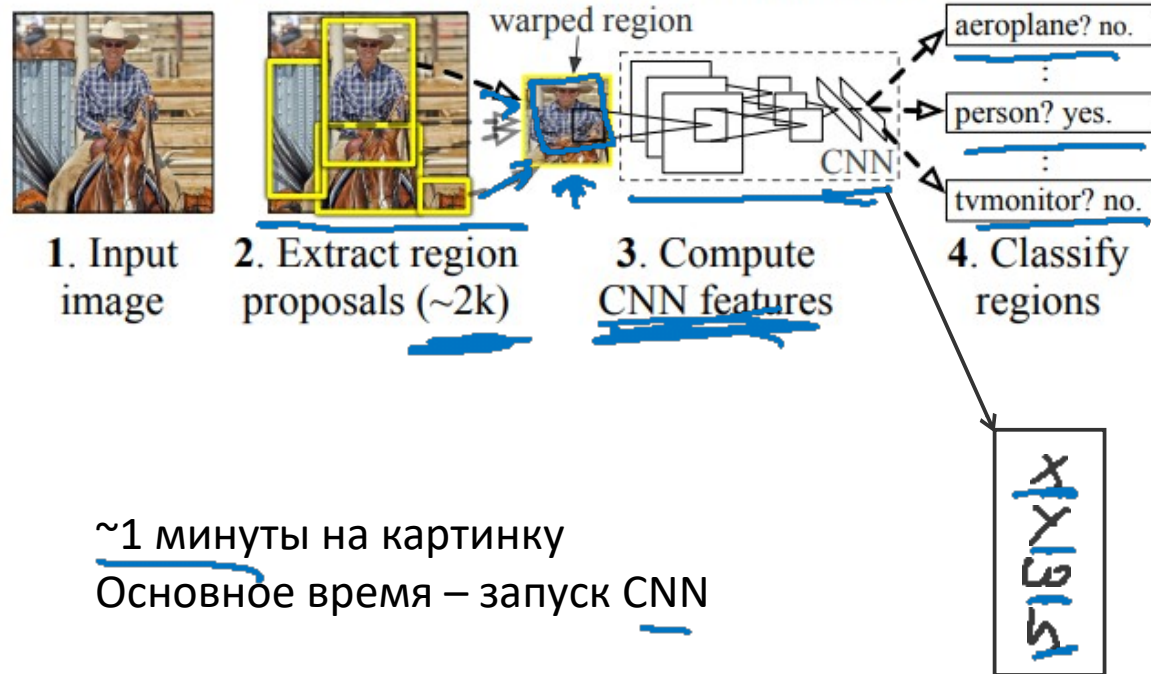 warped region
aeroplane? no.
⋮
person? yes.
⋮
tvmonitor? no.
CNN
1. Input
image
2. Extract region
proposals (~2k)
3. Compute
CNN features
4. Classify
regions
~1 минуты на картинку
Основное время – запуск CNN